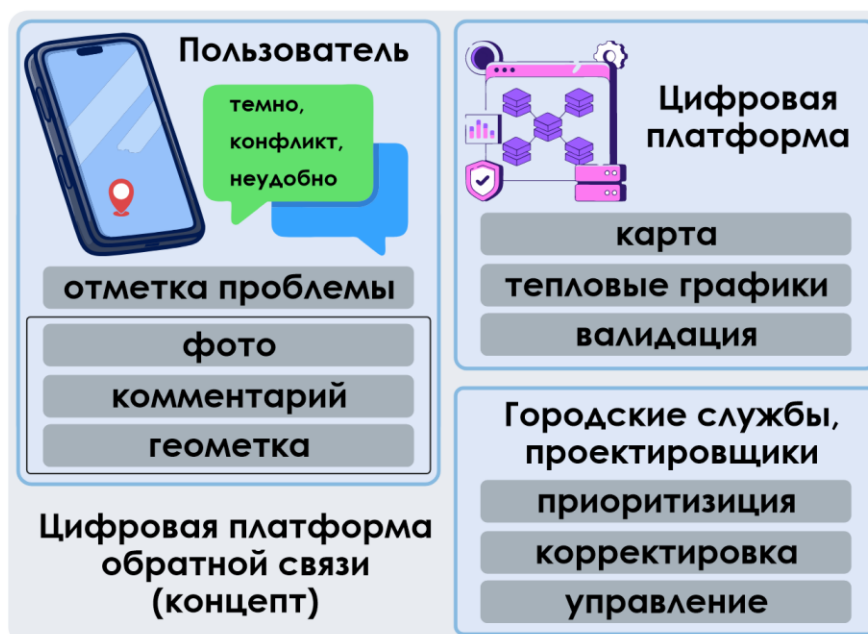 Пользователь
темно,
конфликт,
неудобно
отметка проблемы
фото
комментарий
геометка
Цифровая платформа
обратной связи
(концепт)
Цифровая
платформа
карта
тепловые графики
валидация
Городские службы,
проектировщики
приоритизиция
корректировка
управление